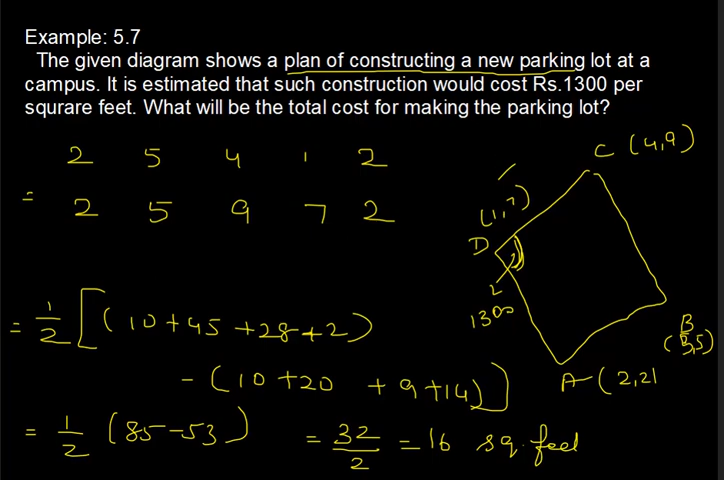 Example: 5.7
The given diagram shows a plan of constructing a new parking lot at a
campus. It is estimated that such construction would cost Rs.1300 per
squrare feet. What will be the total cost for making the parking lot?
2 5 4 1 2
= 2 5 9 7 2
C (4,9)
(1,7)
D
1300
B
(5,5)
A (2,2)
= 1/2 [(10+45+28+2)
- (10+20+9+14)]
= 1/2 (85-53) = 32/2 = 16 sq.feet